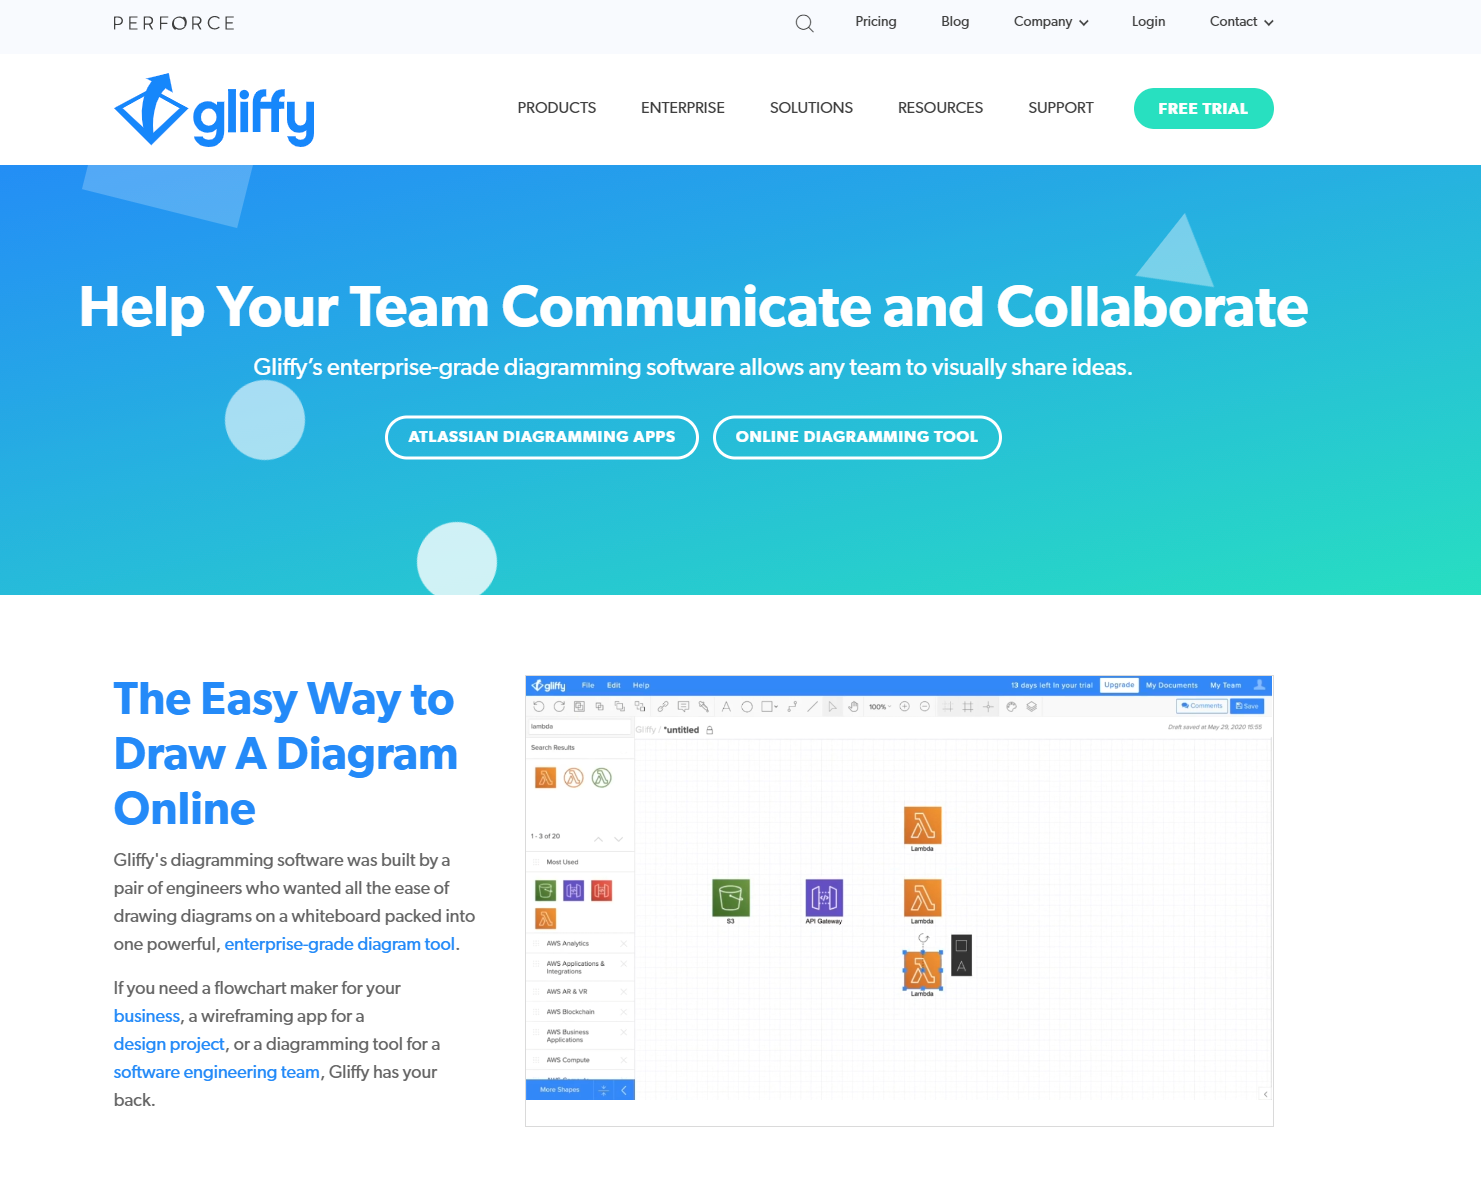 PERFORCE
Pricing
Blog
Company
Login
Contact
gliffy
PRODUCTS
ENTERPRISE
SOLUTIONS
RESOURCES
SUPPORT
FREE TRIAL
Help Your Team Communicate and Collaborate
Gliffy’s enterprise-grade diagramming software allows any team to visually share ideas.
ATLASSIAN DIAGRAMMING APPS
ONLINE DIAGRAMMING TOOL
The Easy Way to
Draw A Diagram
Online
Gliffy's diagramming software was built by a
pair of engineers who wanted all the ease of
drawing diagrams on a whiteboard packed into
one powerful, enterprise-grade diagram tool.
If you need a flowchart maker for your
business, a wireframing app for a
design project, or a diagramming tool for a
software engineering team, Gliffy has your
back.
gliffy
File
Edit
Help
13 days left in your trial
Upgrade
My Documents
My Team
100%
Comments
Save
lambda
Gliffy / *untitled
Draft saved at May 29, 2020 15:55
Search Results
1 - 3 of 20
Most Used
AWS Analytics
AWS Applications &
Integrations
AWS AR & VR
AWS Blockchain
AWS Business
Applications
AWS Compute
More Shapes
Lambda
S3
API Gateway
Lambda
Lambda